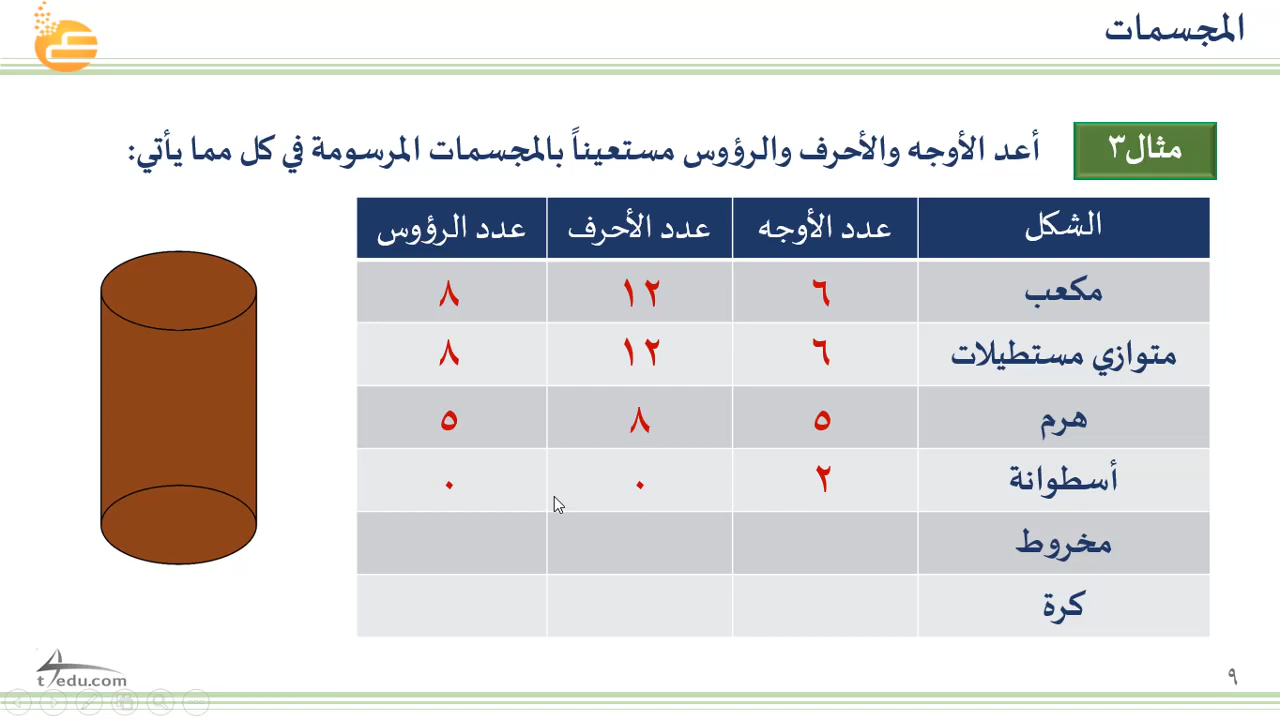 المجسمات
مثال٣
أعد الأوجه والأحرف والرؤوس مستعيناً بالمجسمات المرسومة في كل مما يأتي:
الشكل عدد الأوجه عدد الأحرف عدد الرؤوس
مكعب ٦ ١٢ ٨
متوازي مستطيلات ٦ ١٢ ٨
هرم ٥ ٨ ٥
أسطوانة ٢ ٠ ٠
مخروط
كرة
t4edu.com
٩